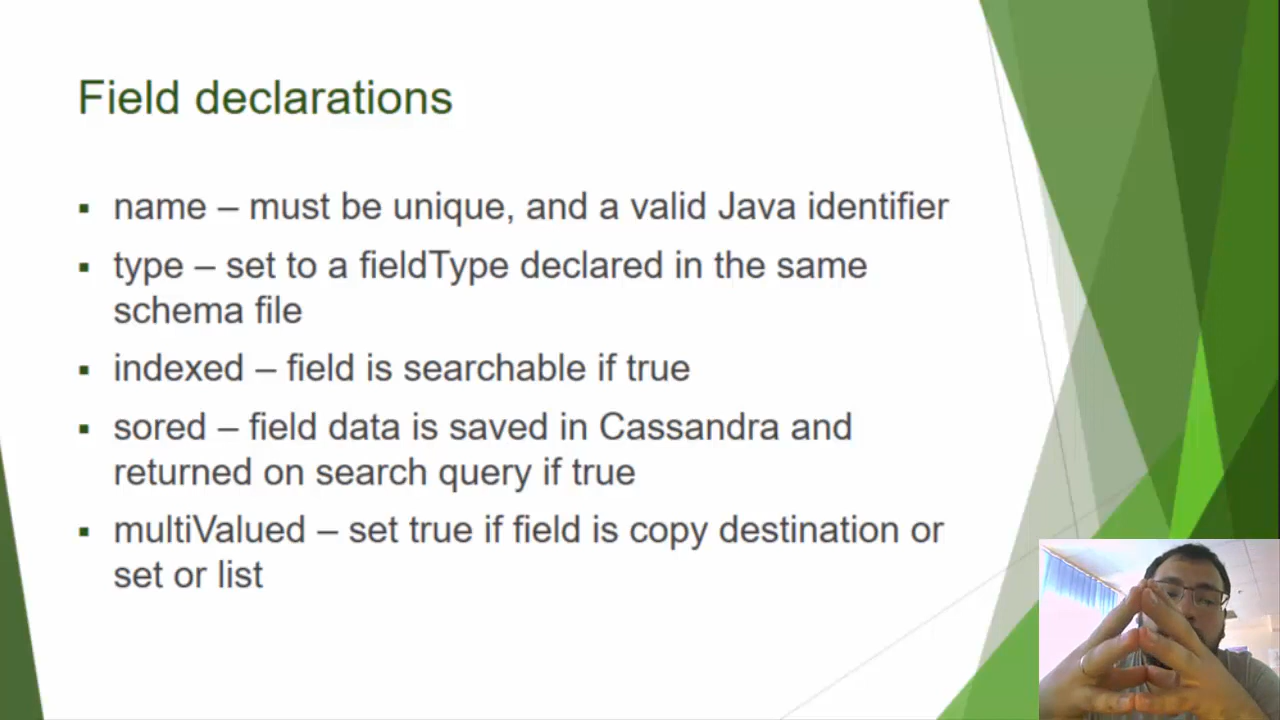 Field declarations
▪ name – must be unique, and a valid Java identifier
▪ type – set to a fieldType declared in the same
schema file
▪ indexed – field is searchable if true
▪ sored – field data is saved in Cassandra and
returned on search query if true
▪ multiValued – set true if field is copy destination or
set or list